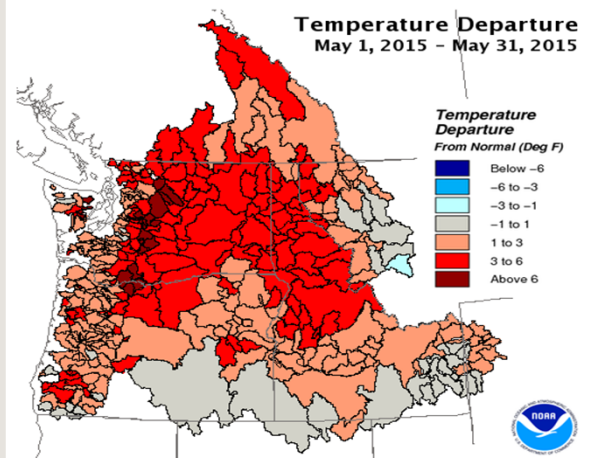 Temperature Departure
May 1, 2015 - May 31, 2015
Temperature
Departure
From Normal (Deg F)
Below -6
-6 to -3
-3 to -1
-1 to 1
1 to 3
3 to 6
Above 6
NOAA